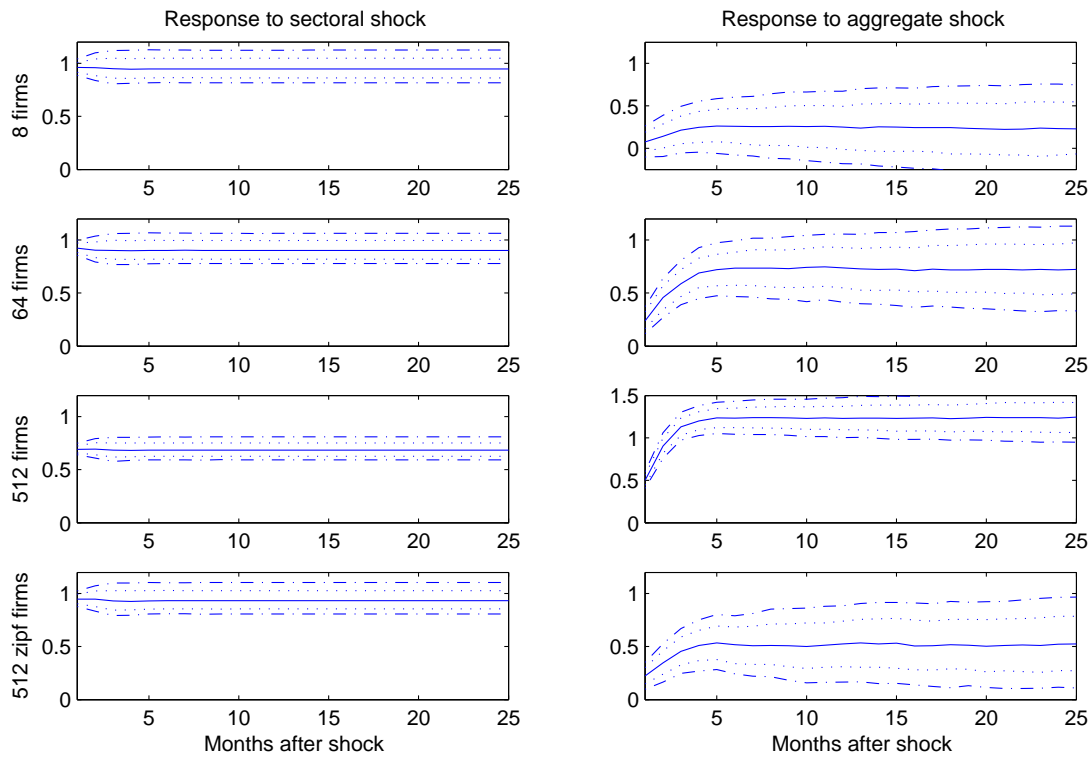 Response to sectoral shock
Response to aggregate shock
8 firms
1
0.5
0
5 10 15 20 25
1
0.5
0
5 10 15 20 25
64 firms
1
0.5
0
5 10 15 20 25
1
0.5
0
5 10 15 20 25
512 firms
1
0.5
0
5 10 15 20 25
1.5
1
0.5
0
5 10 15 20 25
512 zipf firms
1
0.5
0
5 10 15 20 25
Months after shock
1
0.5
0
5 10 15 20 25
Months after shock